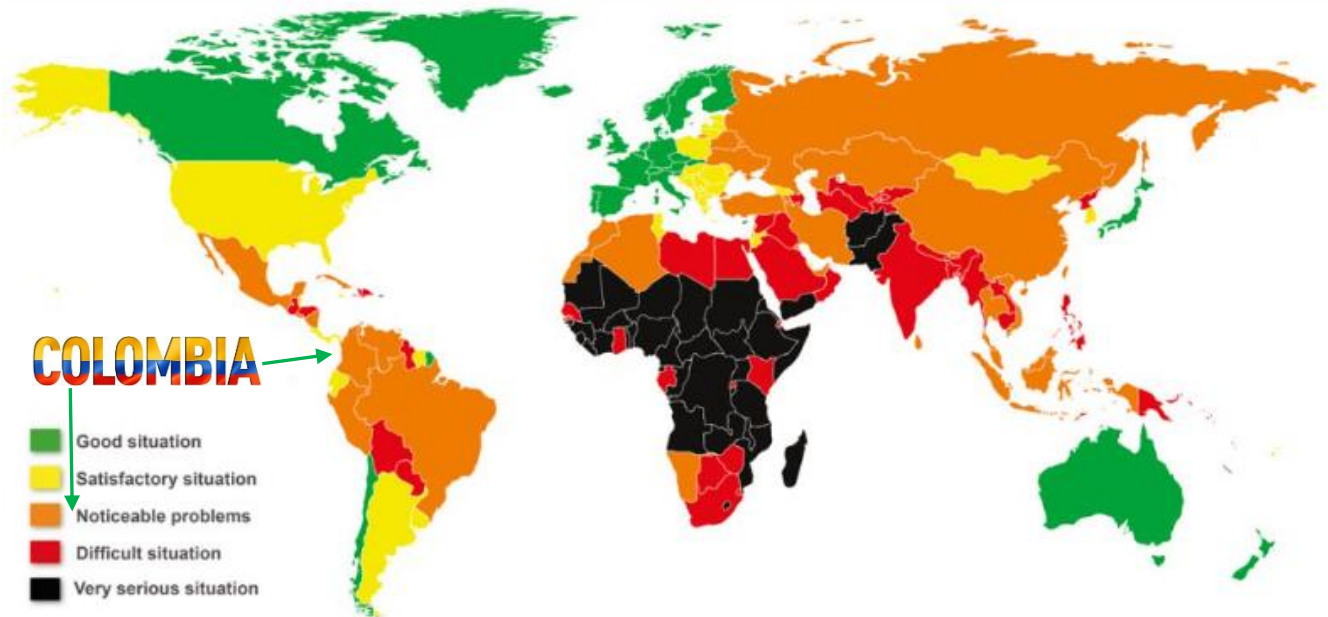 COLOMBIA
Good situation
Satisfactory situation
Noticeable problems
Difficult situation
Very serious situation